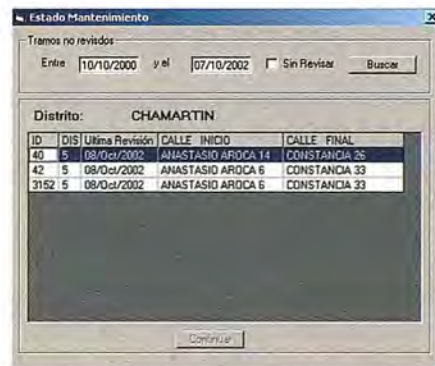 Estado Mantenimiento
Tramos no revisdos
Entre 10/10/2000 y el 07/10/2002 Sin Revisar Buscar
Distrito: CHAMARTIN
ID DIS Ultima Revisión CALLE INICIO CALLE FINAL
40 5 08/Oct/2002 ANASTASIO AROCA 14 CONSTANCIA 26
42 5 08/Oct/2002 ANASTASIO AROCA 6 CONSTANCIA 33
3152 5 08/Oct/2002 ANASTASIO AROCA 6 CONSTANCIA 33
Continuar